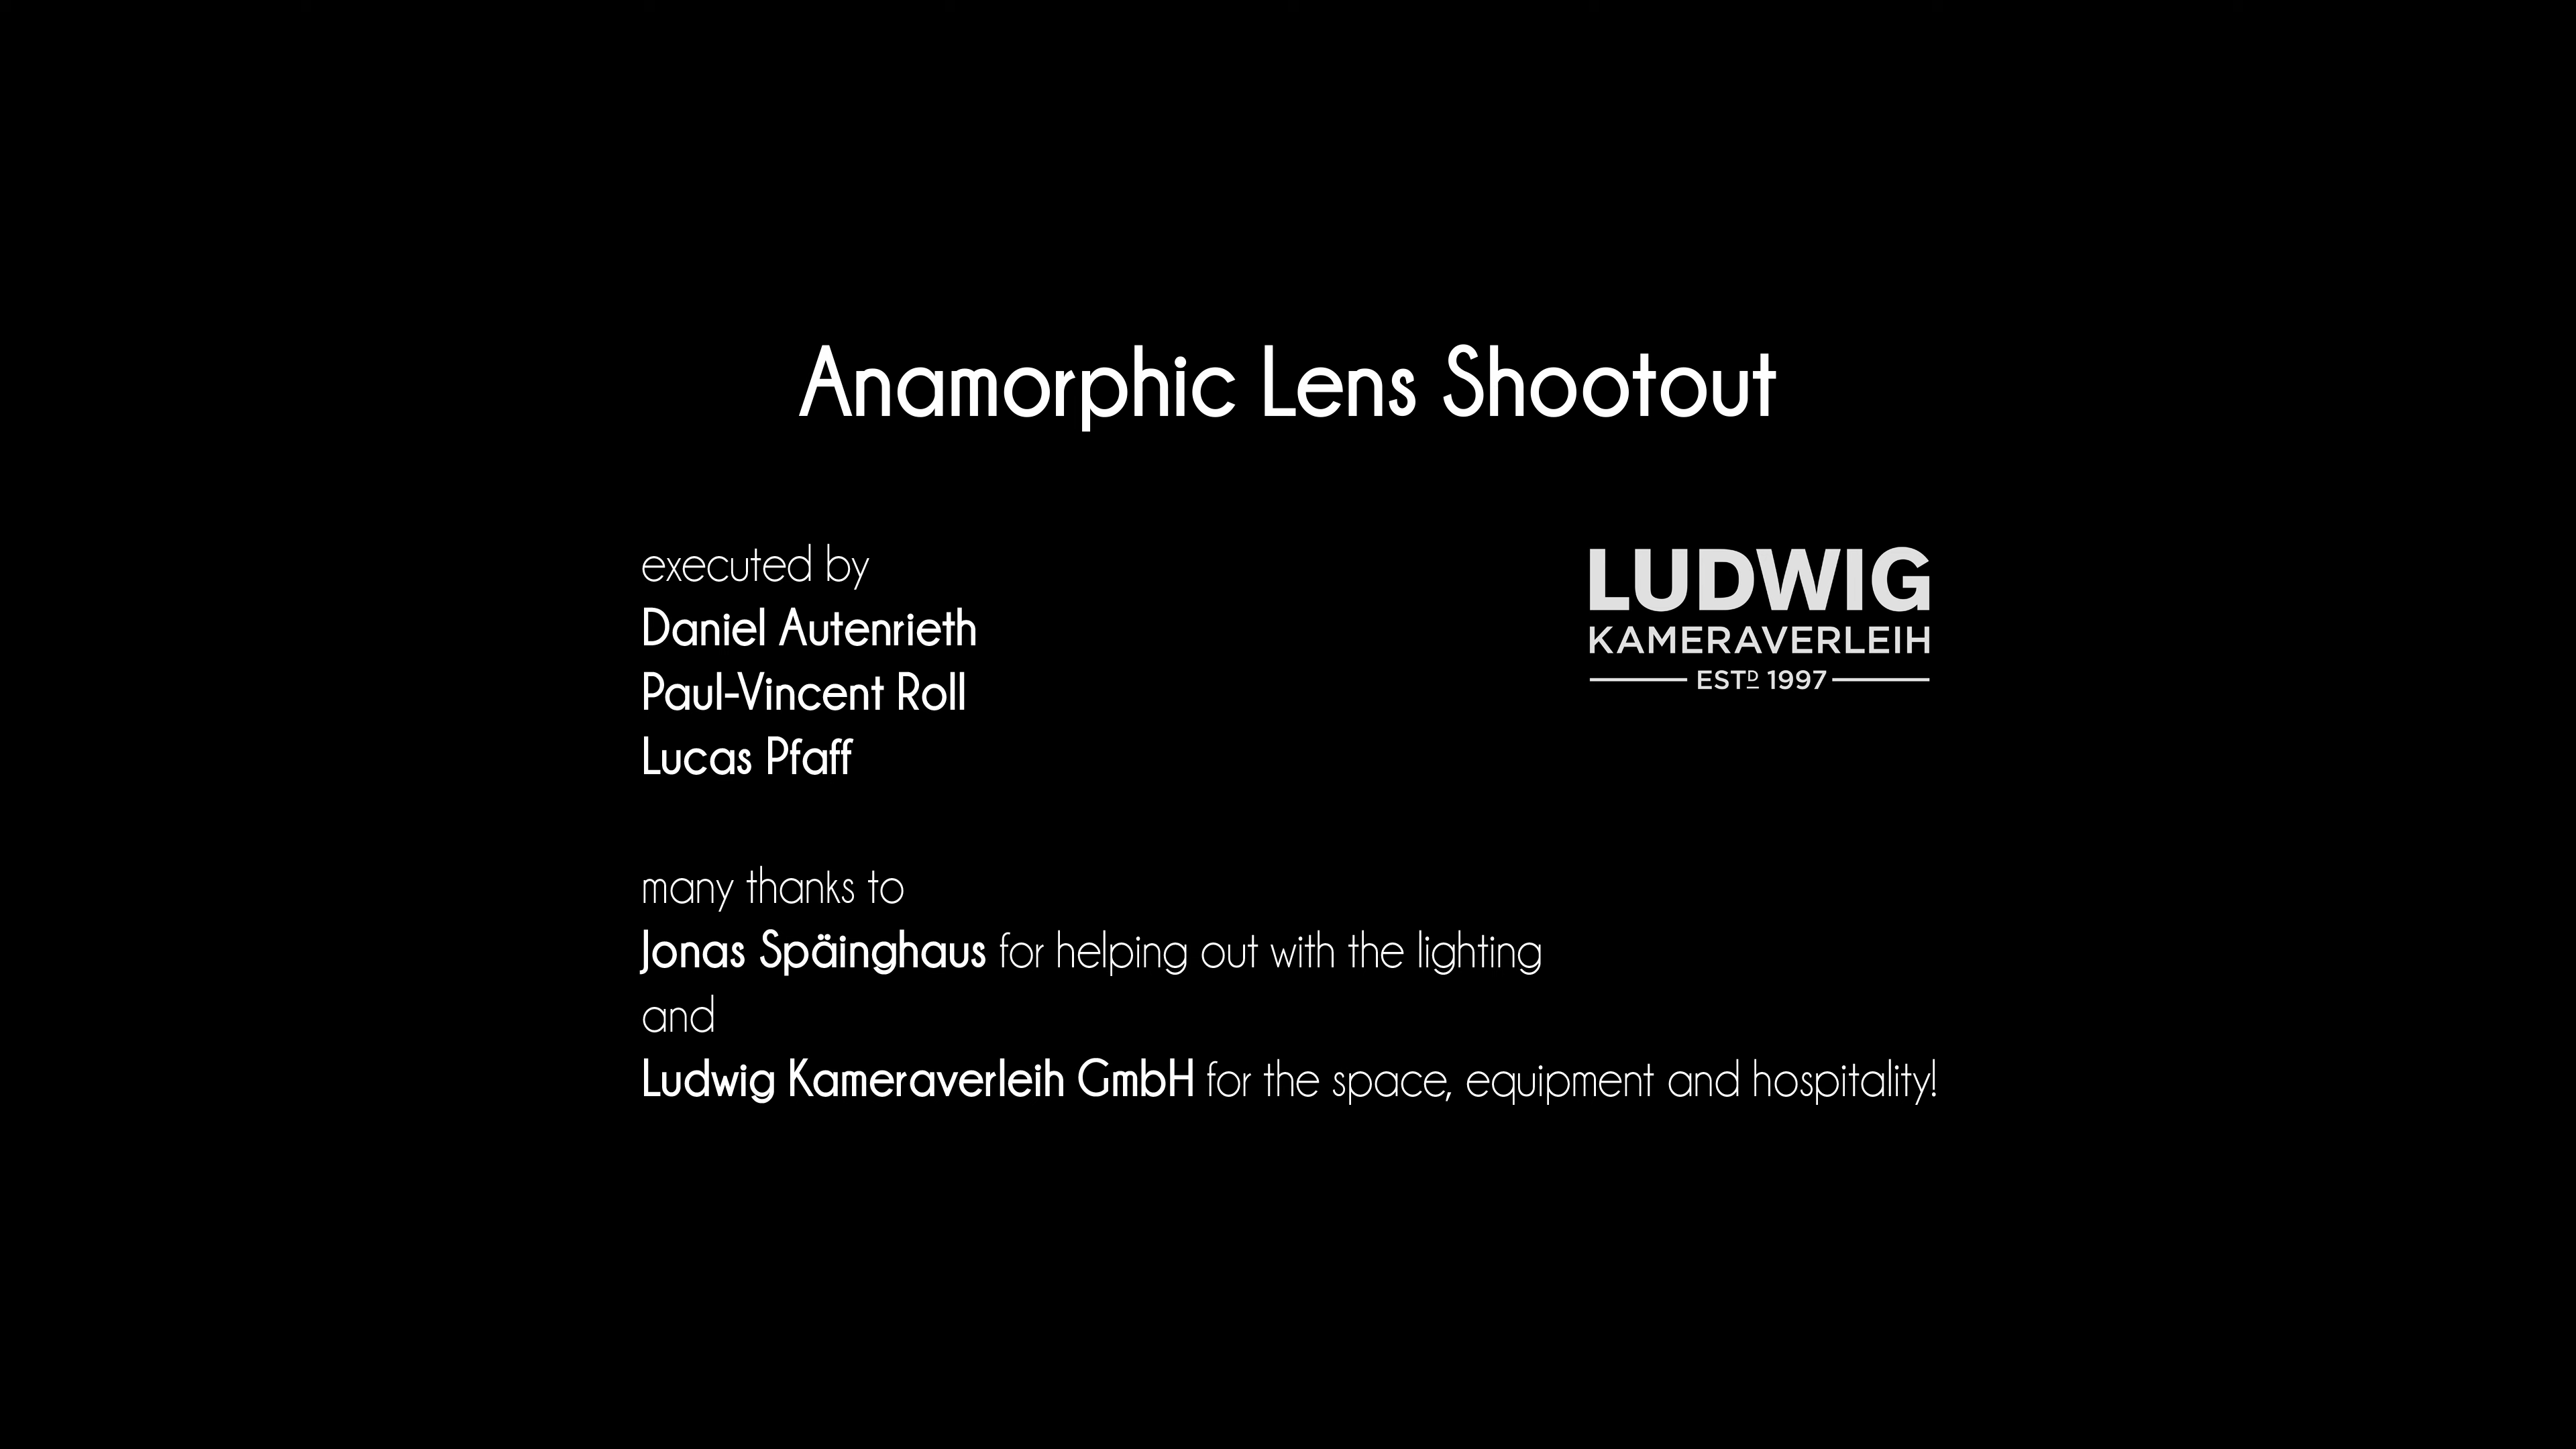 Anamorphic Lens Shootout
executed by
Daniel Autenrieth
Paul-Vincent Roll
Lucas Pfaff
LUDWIG
KAMERAVERLEIH
ESTD 1997
many thanks to
Jonas Späinghaus for helping out with the lighting
and
Ludwig Kameraverleih GmbH for the space, equipment and hospitality!